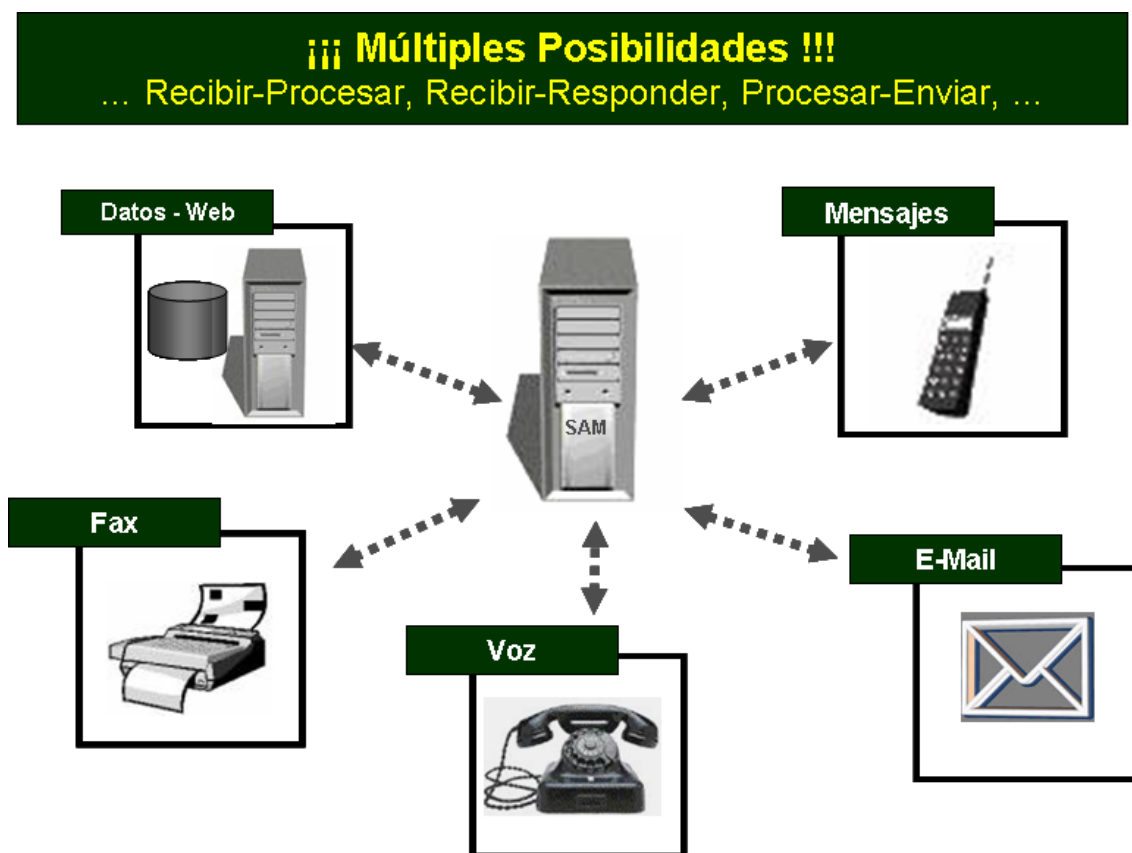 ¡¡¡ Múltiples Posibilidades !!!
... Recibir-Procesar, Recibir-Responder, Procesar-Enviar, ...
Datos - Web
Mensajes
SAM
Fax
E-Mail
Voz